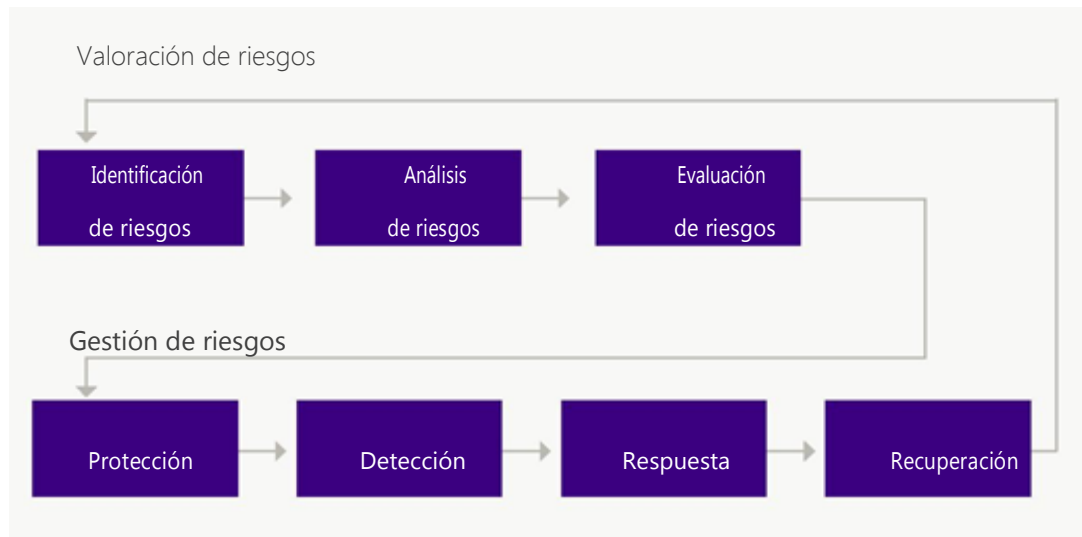 Valoración de riesgos
Identificación
de riesgos
Análisis
de riesgos
Evaluación
de riesgos
Gestión de riesgos
Protección
Detección
Respuesta
Recuperación